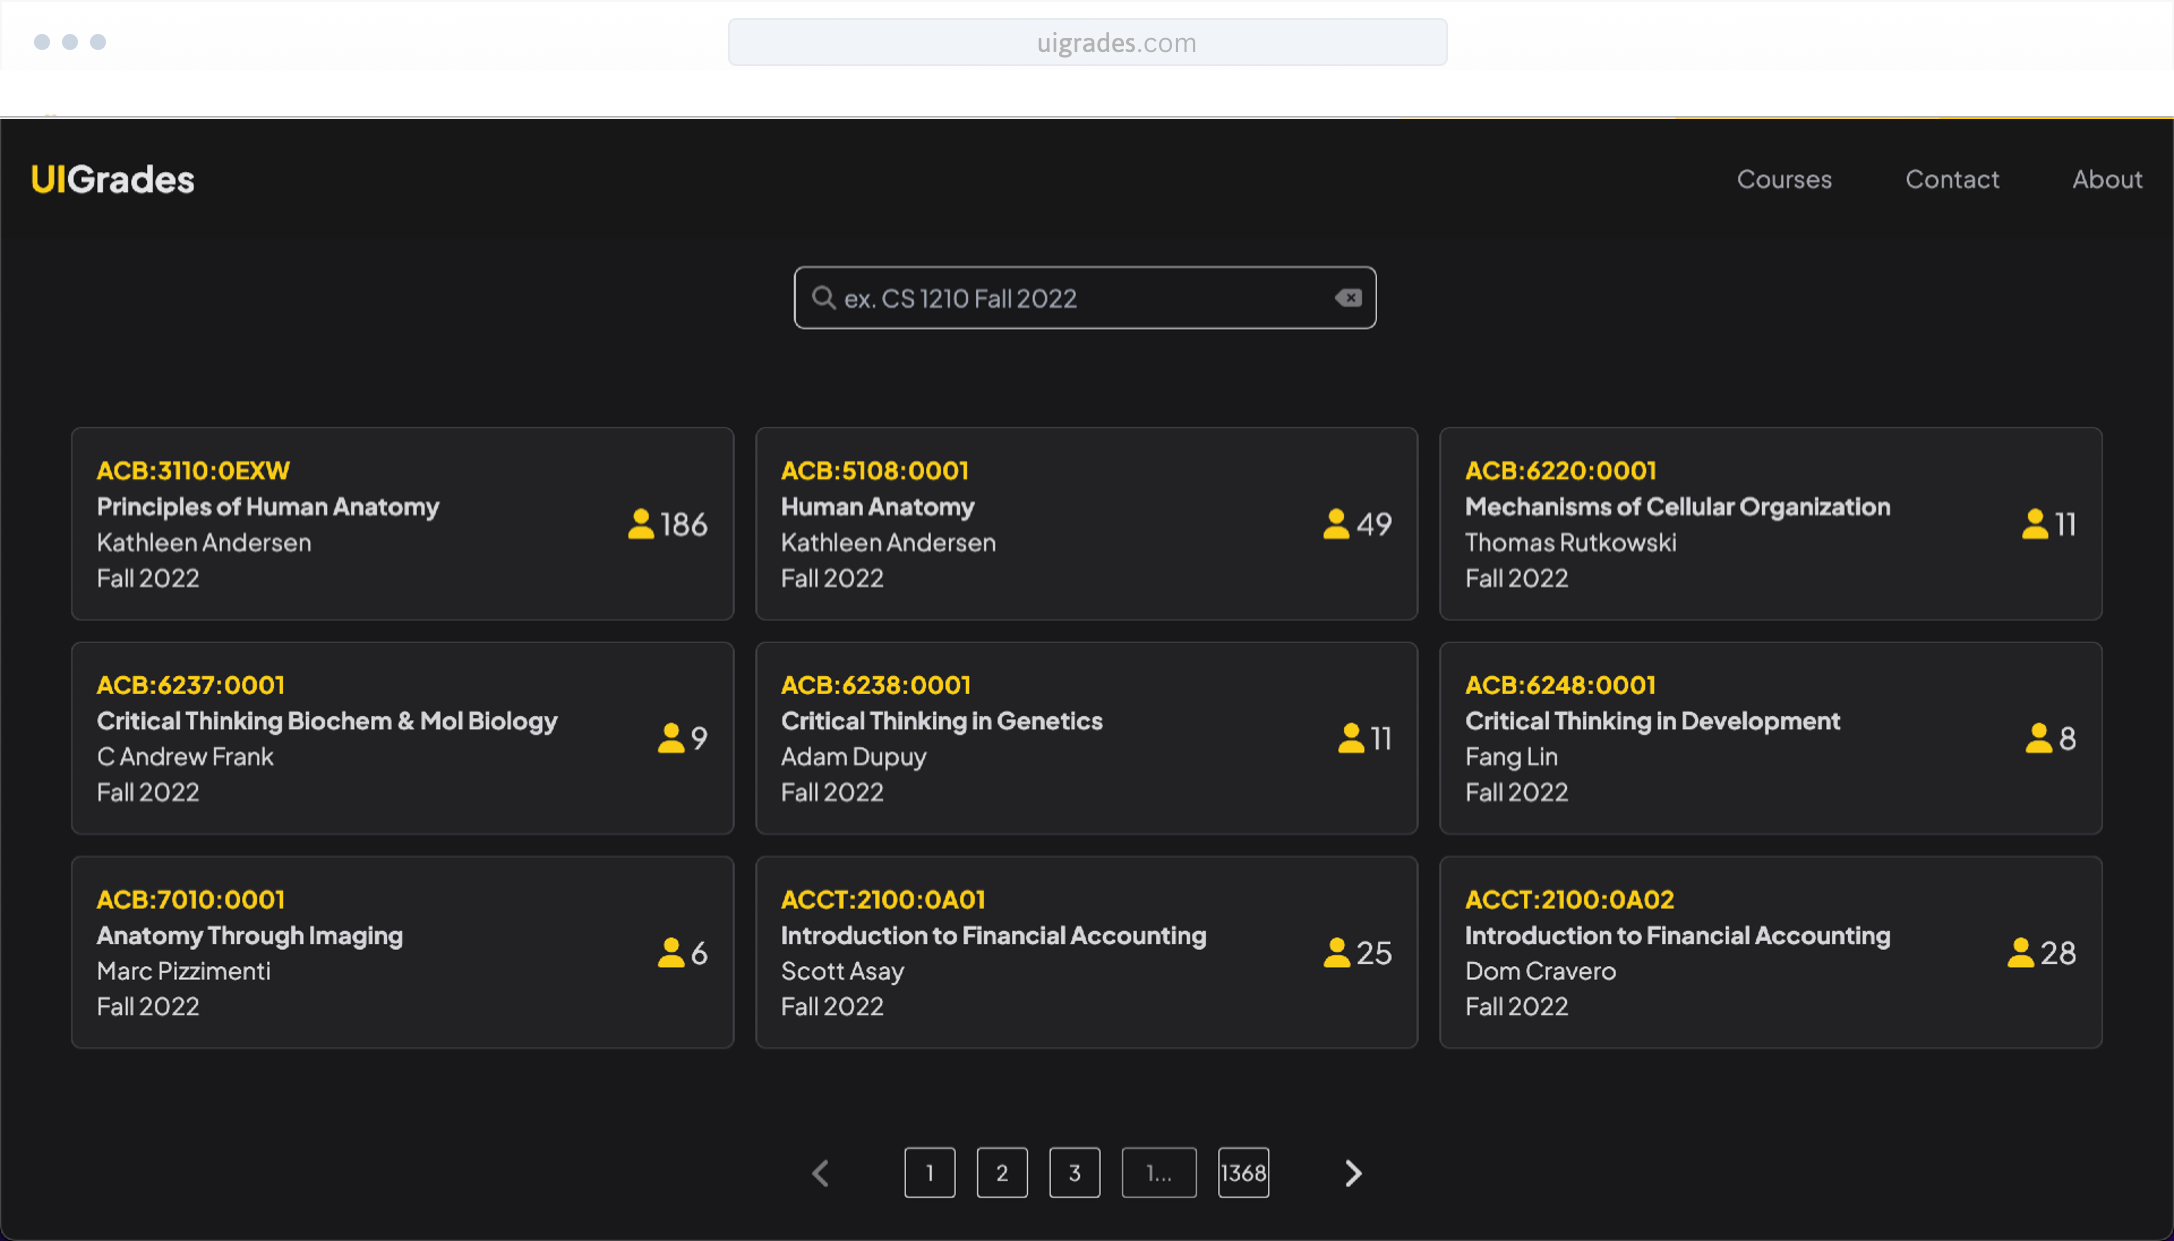 uigrades.com
UIGrades
Courses
Contact
About
ex. CS 1210 Fall 2022
ACB:3110:0EXW
Principles of Human Anatomy
Kathleen Andersen
Fall 2022
186
ACB:5108:0001
Human Anatomy
Kathleen Andersen
Fall 2022
49
ACB:6220:0001
Mechanisms of Cellular Organization
Thomas Rutkowski
Fall 2022
11
ACB:6237:0001
Critical Thinking Biochem & Mol Biology
C Andrew Frank
Fall 2022
9
ACB:6238:0001
Critical Thinking in Genetics
Adam Dupuy
Fall 2022
11
ACB:6248:0001
Critical Thinking in Development
Fang Lin
Fall 2022
8
ACB:7010:0001
Anatomy Through Imaging
Marc Pizzimenti
Fall 2022
6
ACCT:2100:0A01
Introduction to Financial Accounting
Scott Asay
Fall 2022
25
ACCT:2100:0A02
Introduction to Financial Accounting
Dom Cravero
Fall 2022
28
1 2 3 1... 1368